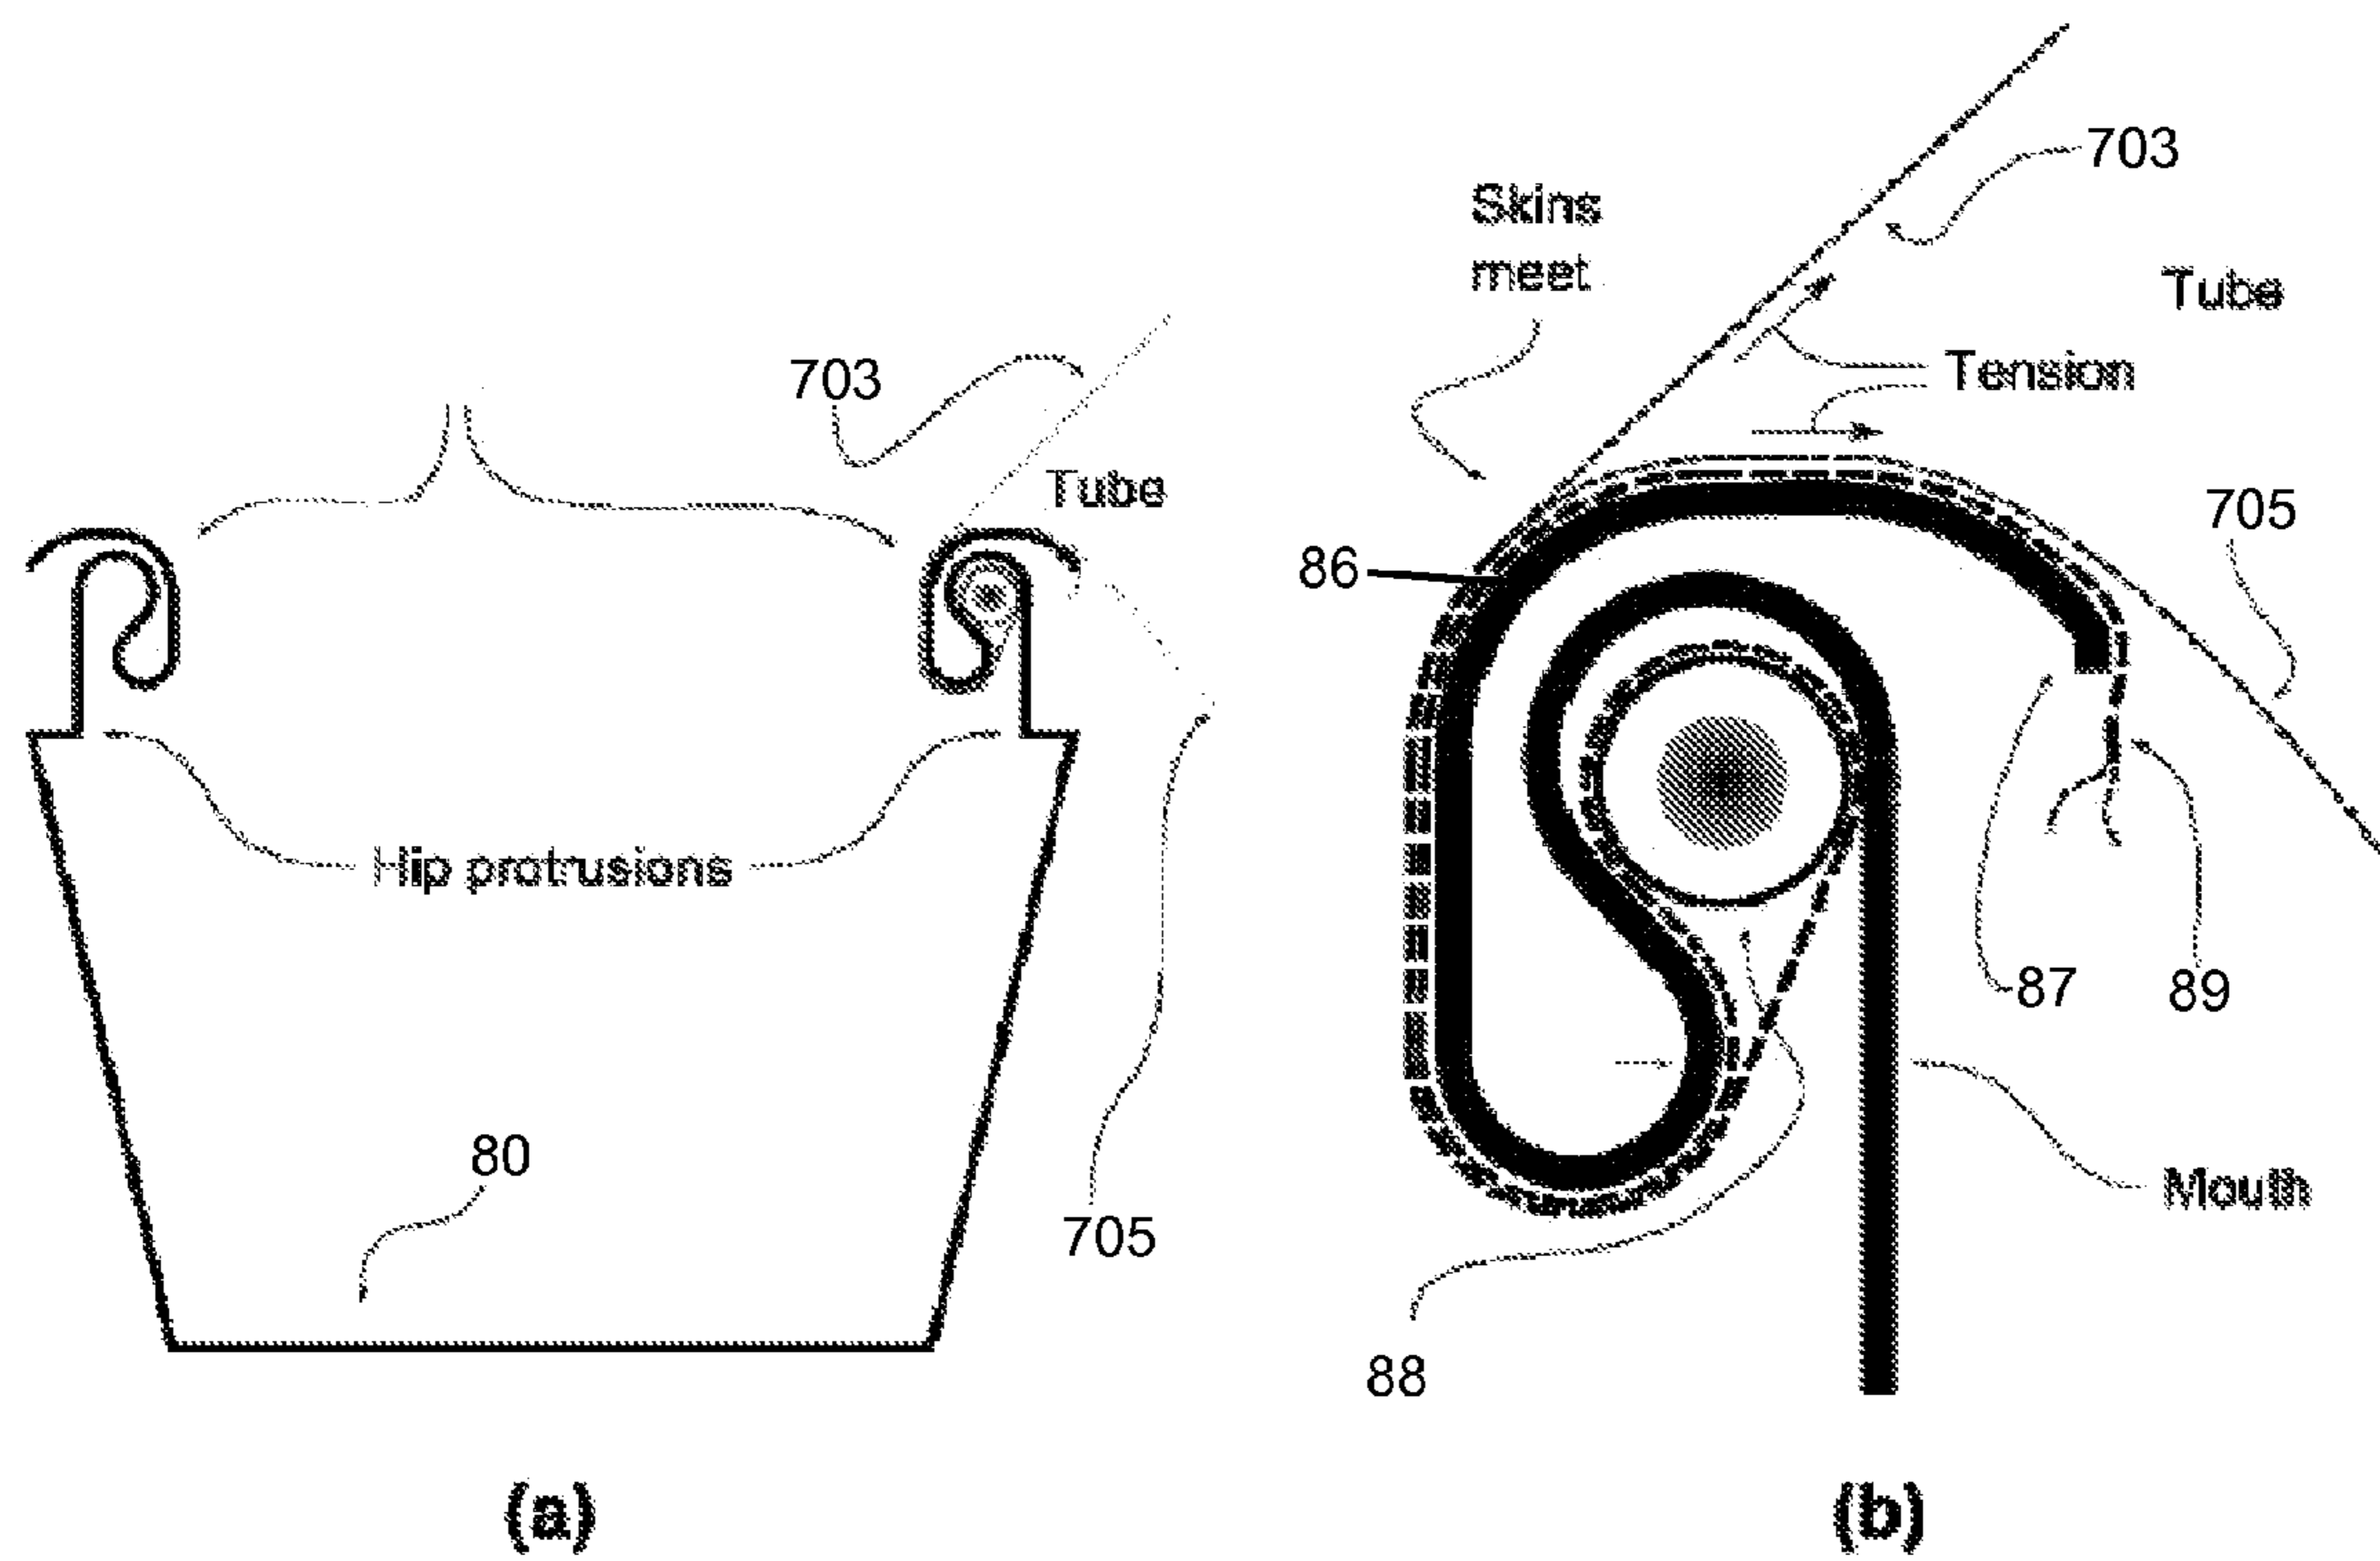 703
Tube
Hip protrusions
80
705
(a)
703
Skins
meet
Tube
Tension
705
86
87
89
Mouth
88
(b)